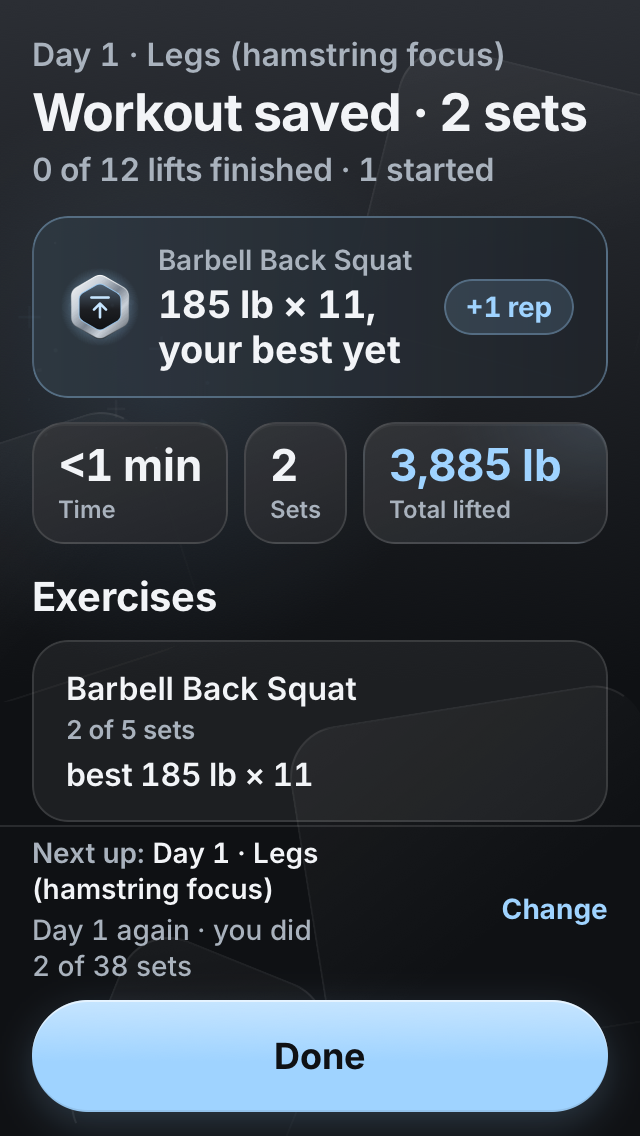 Day 1 · Legs (hamstring focus)
Workout saved · 2 sets
0 of 12 lifts finished · 1 started
Barbell Back Squat
185 lb × 11,
your best yet
+1 rep
<1 min
Time
2
Sets
3,885 lb
Total lifted
Exercises
Barbell Back Squat
2 of 5 sets
best 185 lb × 11
Next up: Day 1 · Legs
(hamstring focus)
Day 1 again · you did
2 of 38 sets
Change
Done